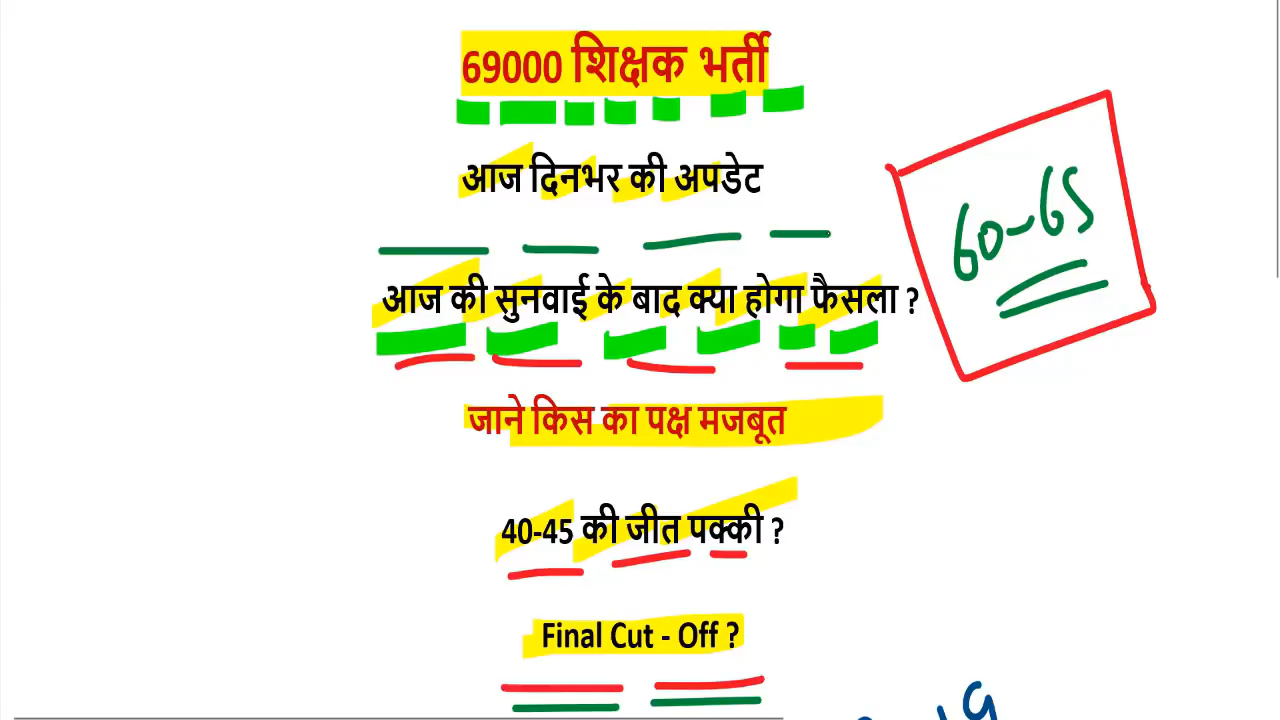 69000 शिक्षक भर्ती
आज दिनभर की अपडेट
60-65
आज की सुनवाई के बाद क्या होगा फैसला ?
जाने किस का पक्ष मजबूत
40-45 की जीत पक्की ?
Final Cut - Off ?